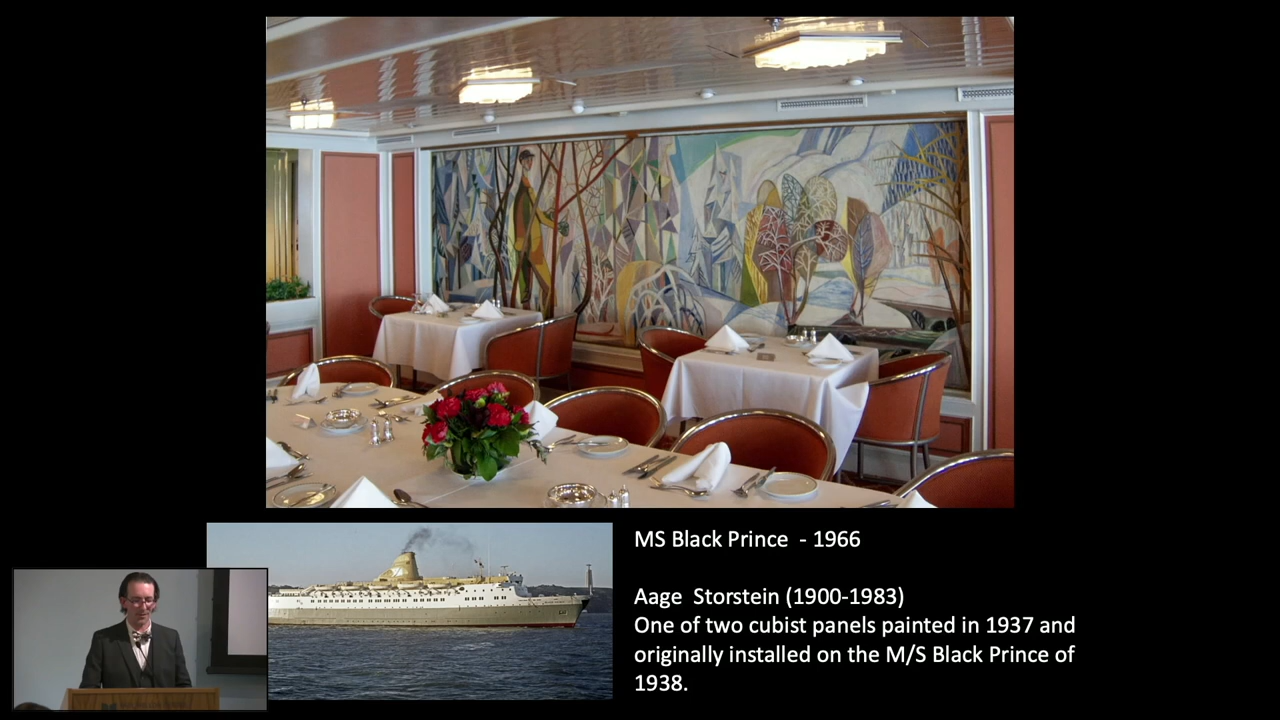 MS Black Prince - 1966
Aage Storstein (1900-1983)
One of two cubist panels painted in 1937 and
originally installed on the M/S Black Prince of
1938.